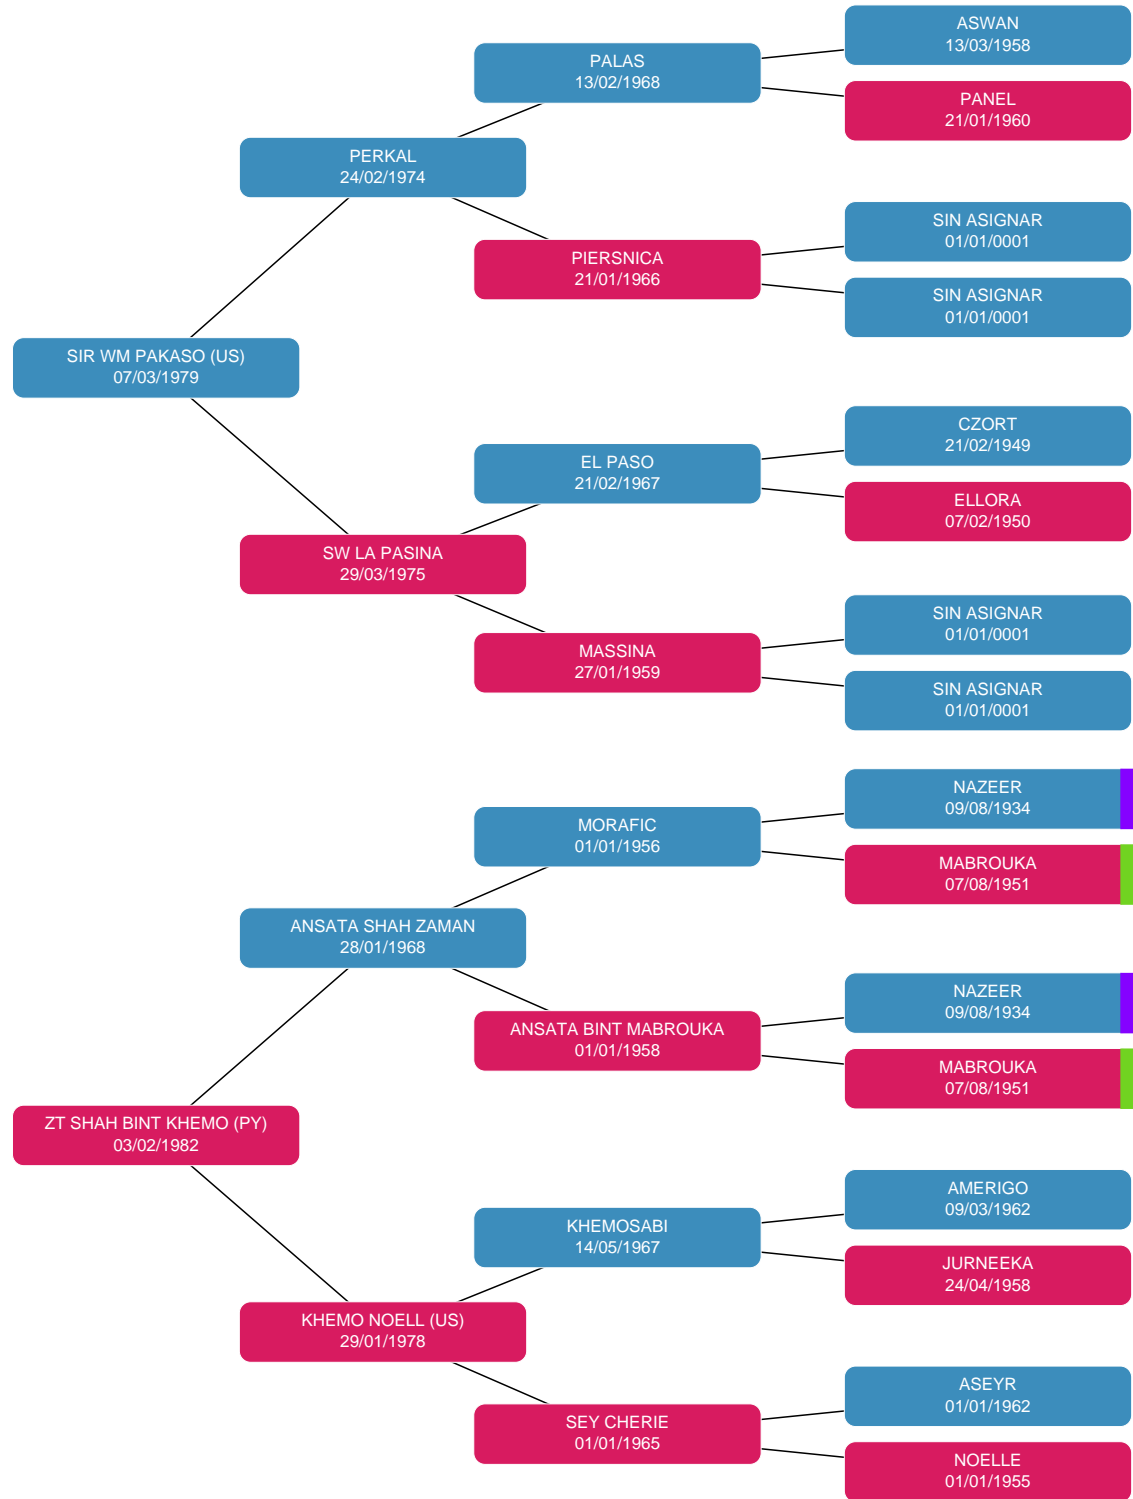 ASWAN
13/03/1958
PALAS
13/02/1968
PANEL
21/01/1960
PERKAL
24/02/1974
SIN ASIGNAR
01/01/0001
PIERSNICA
21/01/1966
SIN ASIGNAR
01/01/0001
SIR WM PAKASO (US)
07/03/1979
CZORT
21/02/1949
EL PASO
21/02/1967
ELLORA
07/02/1950
SW LA PASINA
29/03/1975
SIN ASIGNAR
01/01/0001
MASSINA
27/01/1959
SIN ASIGNAR
01/01/0001
NAZEER
09/08/1934
MORAFIC
01/01/1956
MABROUKA
07/08/1951
ANSATA SHAH ZAMAN
28/01/1968
NAZEER
09/08/1934
ANSATA BINT MABROUKA
01/01/1958
MABROUKA
07/08/1951
ZT SHAH BINT KHEMO (PY)
03/02/1982
AMERIGO
09/03/1962
KHEMOSABI
14/05/1967
JURNEEKA
24/04/1958
KHEMO NOELL (US)
29/01/1978
ASEYR
01/01/1962
SEY CHERIE
01/01/1965
NOELLE
01/01/1955